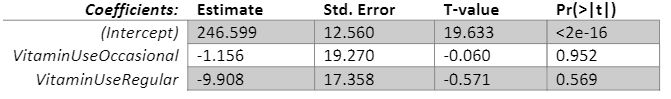 Coefficients: Estimate Std. Error T-value Pr(>|t|)
(Intercept) 246.599 12.560 19.633 <2e-16
VitaminUseOccasional -1.156 19.270 -0.060 0.952
VitaminUseRegular -9.908 17.358 -0.571 0.569